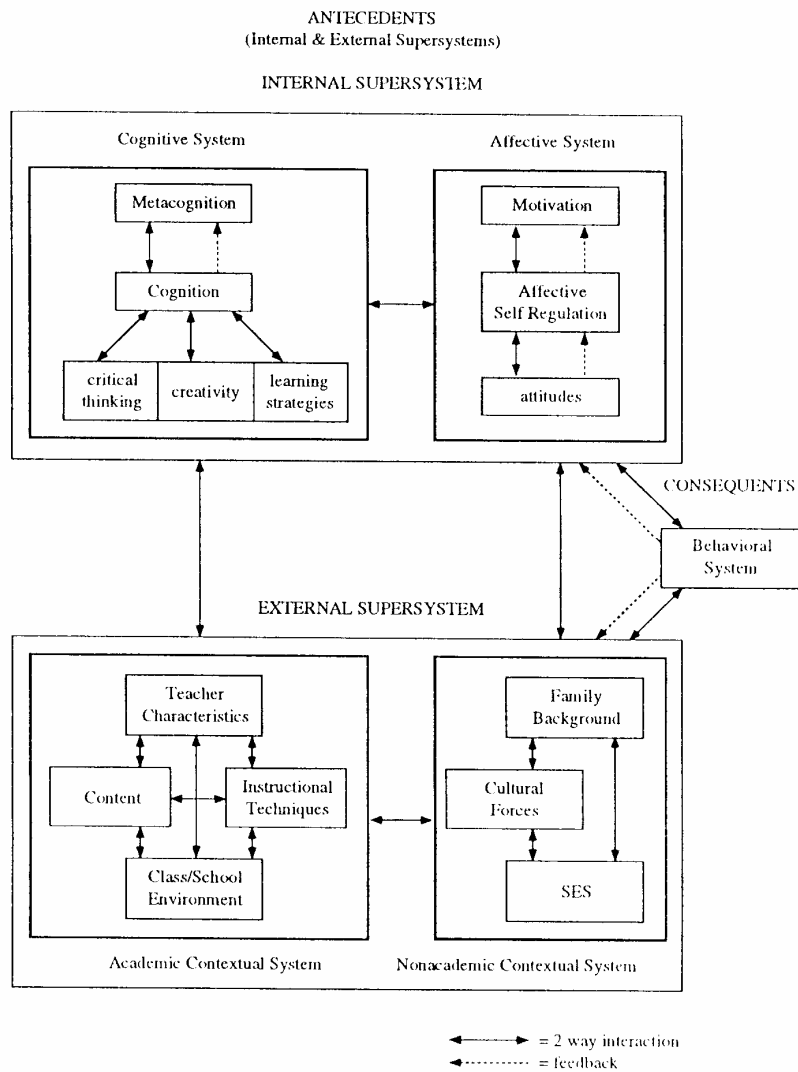 ANTECEDENTS
(Internal & External Supersystems)
INTERNAL SUPERSYSTEM
Cognitive System
Affective System
Metacognition
Cognition
critical
thinking
creativity
learning
strategies
Motivation
Affective
Self Regulation
attitudes
CONSEQUENTS
Behavioral
System
EXTERNAL SUPERSYSTEM
Teacher
Characteristics
Content
Instructional
Techniques
Class/School
Environment
Family
Background
Cultural
Forces
SES
Academic Contextual System
Nonacademic Contextual System
= 2 way interaction
= feedback